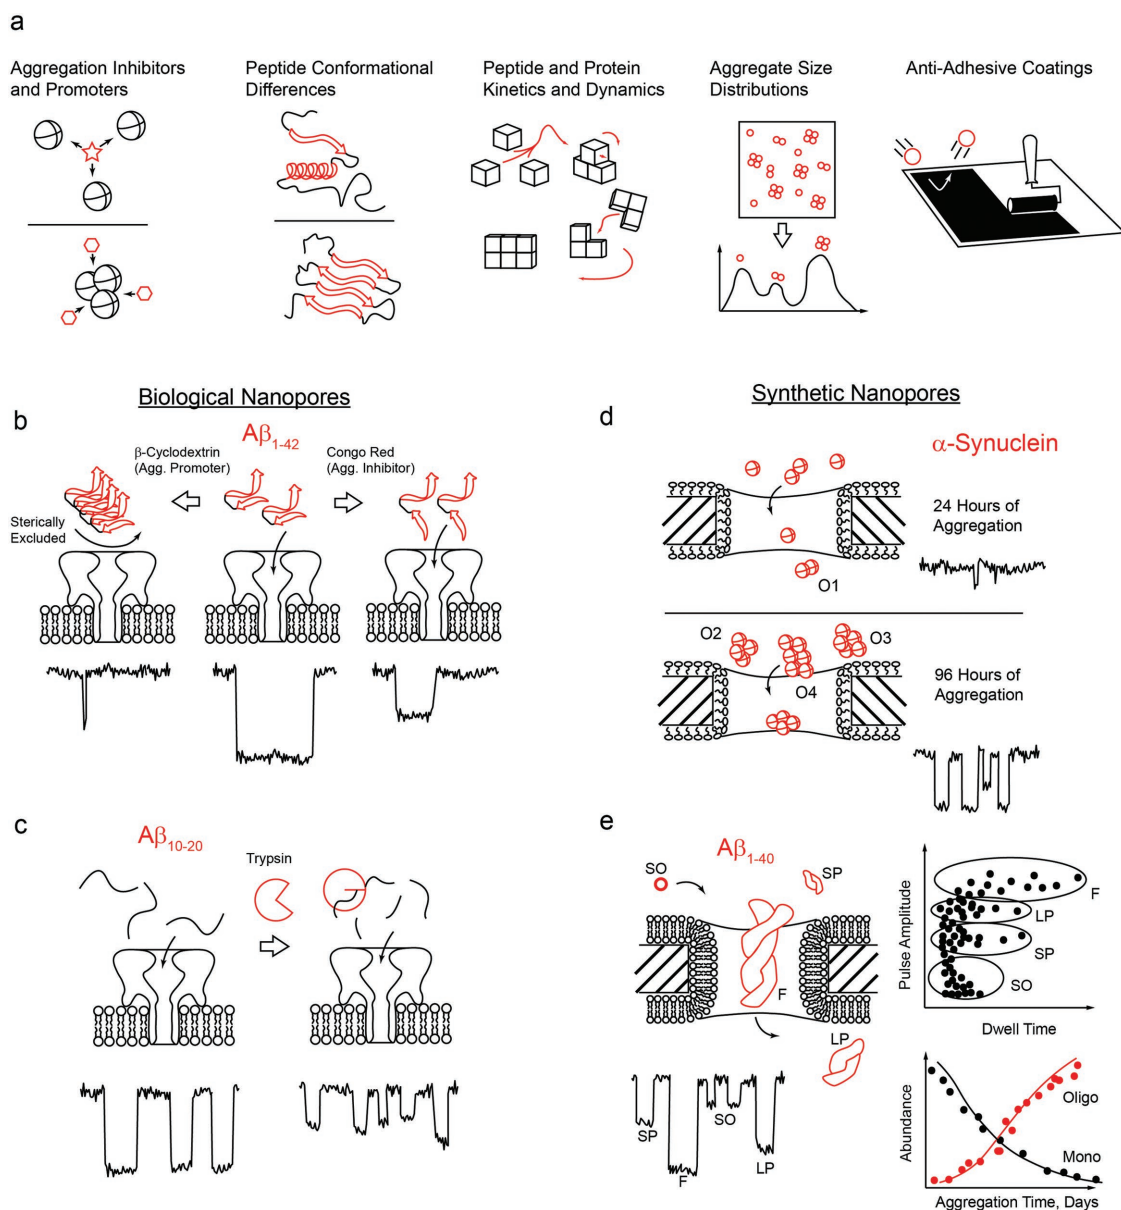 a
Aggregation Inhibitors
and Promoters
Peptide Conformational
Differences
Peptide and Protein
Kinetics and Dynamics
Aggregate Size
Distributions
Anti-Adhesive Coatings
Biological Nanopores
b
Aβ1-42
β-Cyclodextrin
(Agg. Promoter)
Congo Red
(Agg. Inhibitor)
Sterically
Excluded
c
Aβ10-20
Trypsin
Synthetic Nanopores
d
α-Synuclein
24 Hours of
Aggregation
O1
O2
O3
O4
96 Hours of
Aggregation
e
Aβ1-40
SO
SP
F
LP
SP
F
SO
LP
Pulse Amplitude
F
LP
SP
SO
Dwell Time
Abundance
Oligo
Mono
Aggregation Time, Days